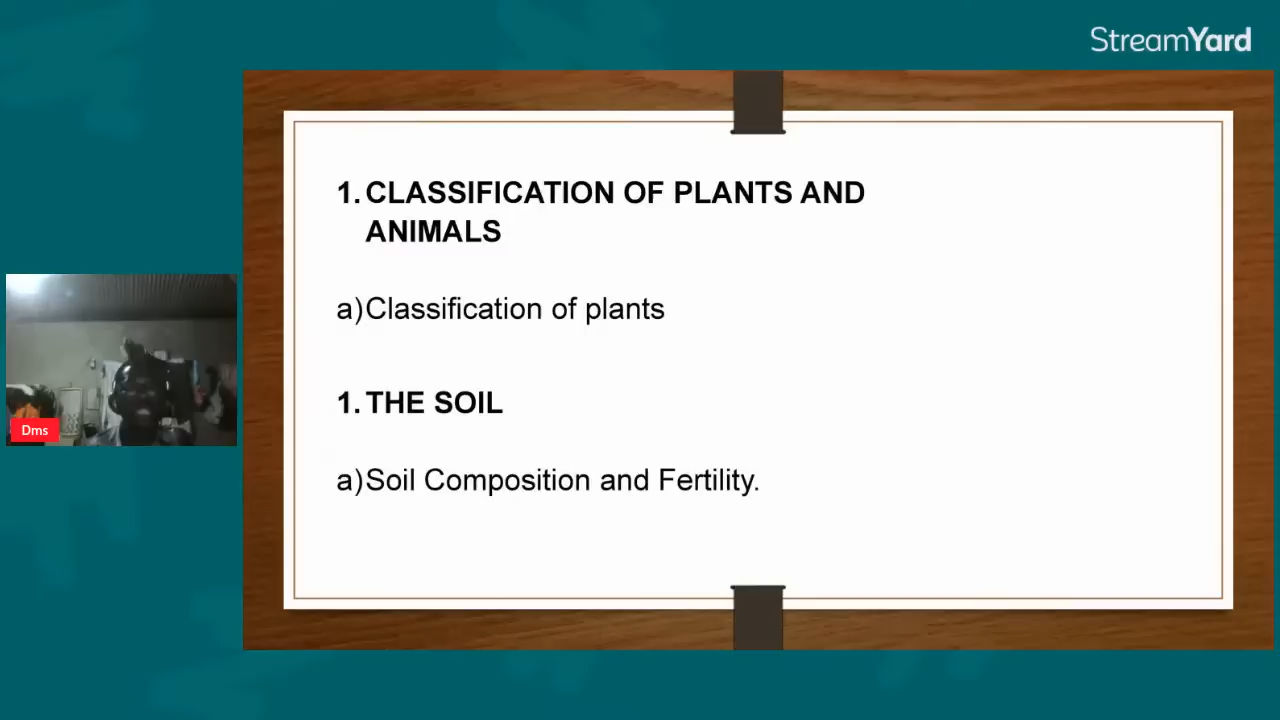 StreamYard
1. CLASSIFICATION OF PLANTS AND
ANIMALS
a) Classification of plants
1. THE SOIL
a) Soil Composition and Fertility.
Dms